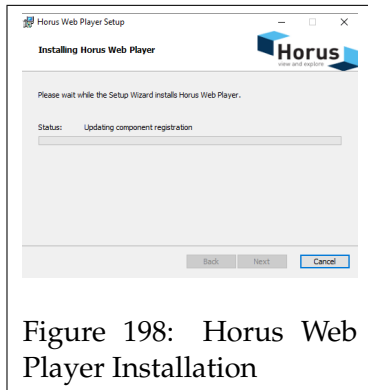 Horus Web Player Setup
Installing Horus Web Player
Horus
view and explore
Please wait while the Setup Wizard installs Horus Web Player.
Status: Updating component registration
Back Next Cancel
Figure 198: Horus Web
Player Installation